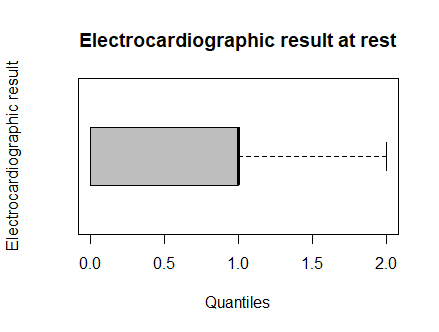 Electrocardiographic result at rest
Electrocardiographic result
0.0 0.5 1.0 1.5 2.0
Quantiles